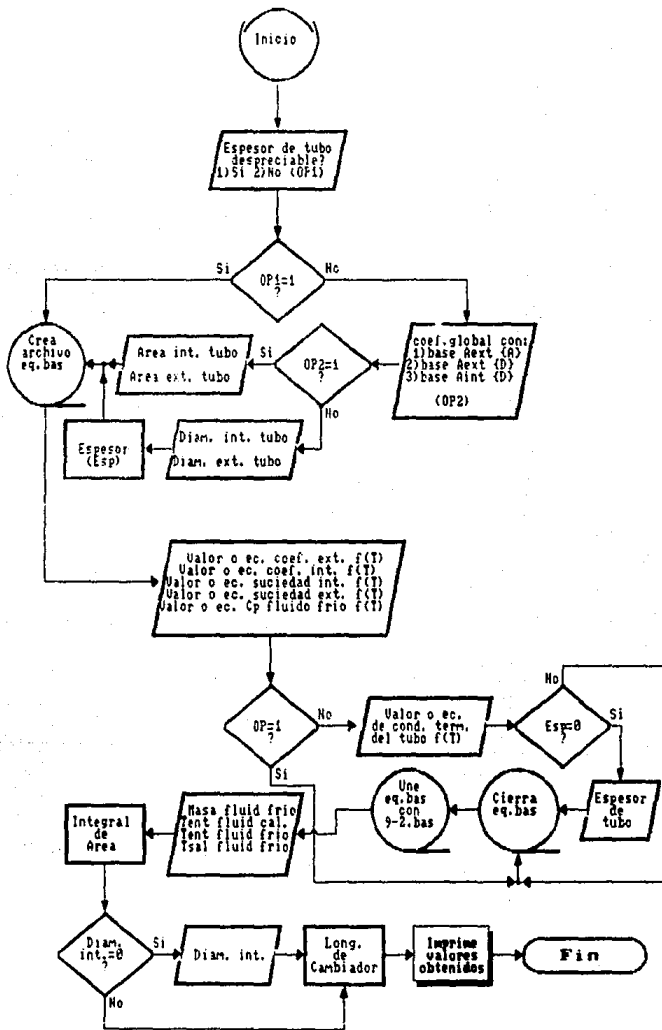 Inicio
Espesor de tubo
despreciable?
1)Si 2)No (OP1)
Si
No
OP1=1
?
Crea
archivo
eq.bas
Area int. tubo
Area ext. tubo
Si
OP2=1
?
No
coef.global con:
1)base Aext {A}
2)base Aext {D}
3)base Aint {D}
(OP2)
Espesor
(Esp)
Diam. int. tubo
Diam. ext. tubo
Valor o ec. coef. ext. f(T)
Valor o ec. coef. int. f(T)
Valor o ec. suciedad int. f(T)
Valor o ec. suciedad ext. f(T)
Valor o ec. Cp fluido frio f(T)
OP=1
?
No
Si
Valor o ec.
de cond. term.
del tubo f(T)
No
Esp=0
?
Si
Integral
de
Area
Masa fluid frio
Tent fluid cal.
Tent fluid frio
Tsal fluid frio
Une
eq.bas
con
9-2.bas
Cierra
eq.bas
Espesor
de
tubo
Diam.
int.=0
?
Si
No
Diam. int.
Long.
de
Cambiador
Imprime
valores
obtenidos
Fin